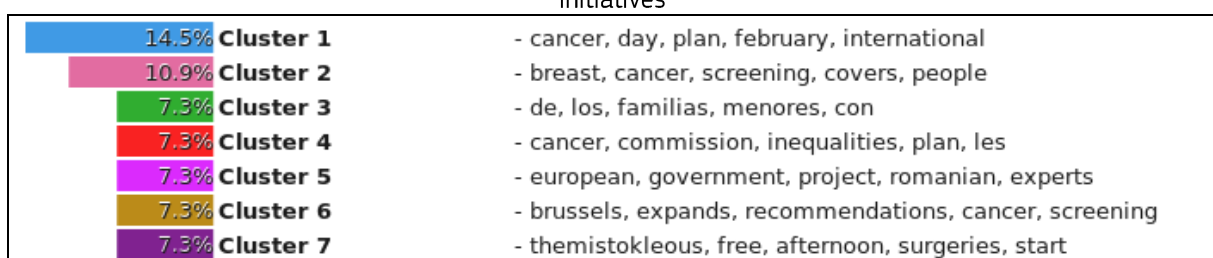 initiatives
14.5% Cluster 1 - cancer, day, plan, february, international
10.9% Cluster 2 - breast, cancer, screening, covers, people
7.3% Cluster 3 - de, los, familias, menores, con
7.3% Cluster 4 - cancer, commission, inequalities, plan, les
7.3% Cluster 5 - european, government, project, romanian, experts
7.3% Cluster 6 - brussels, expands, recommendations, cancer, screening
7.3% Cluster 7 - themistokleous, free, afternoon, surgeries, start